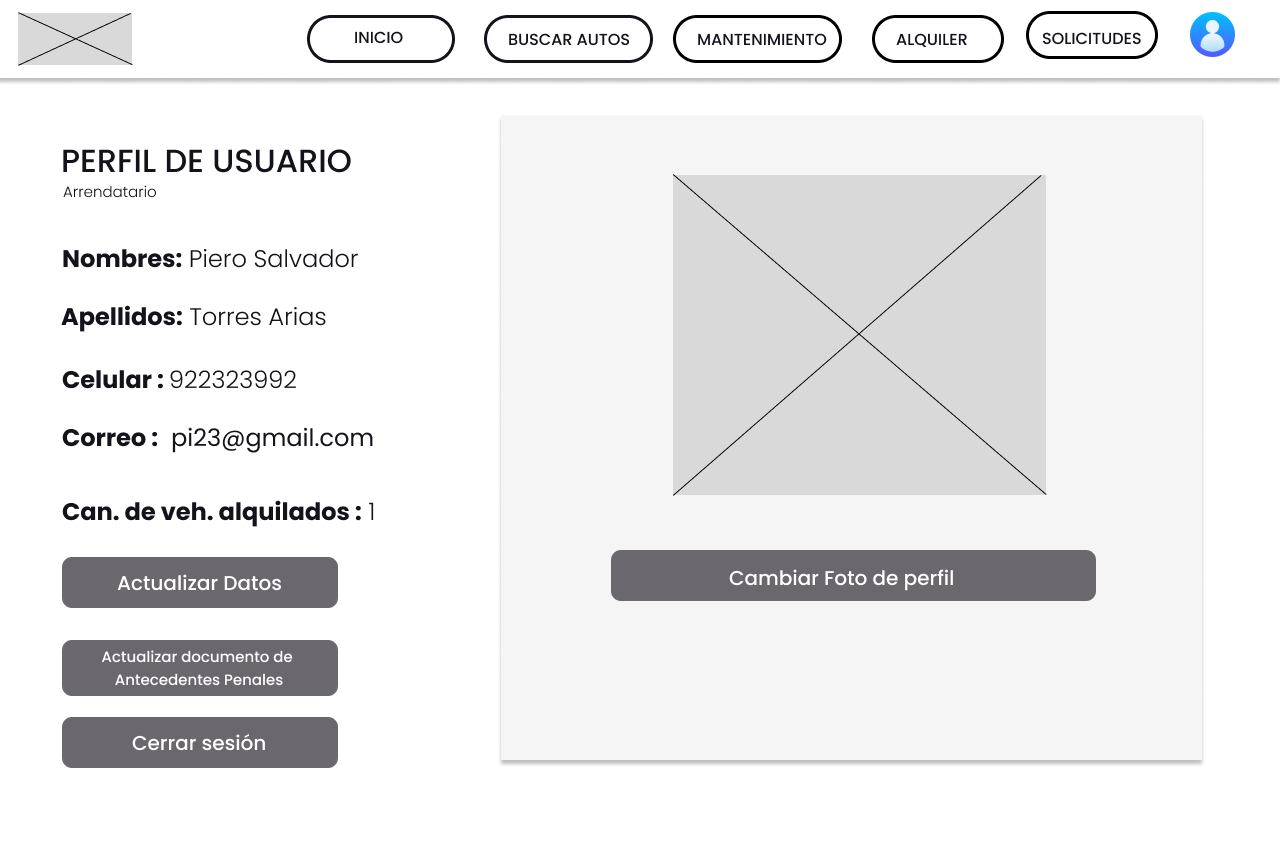 INICIO
BUSCAR AUTOS
MANTENIMIENTO
ALQUILER
SOLICITUDES
PERFIL DE USUARIO
Arrendatario
Nombres: Piero Salvador
Apellidos: Torres Arias
Celular : 922323992
Correo : pi23@gmail.com
Can. de veh. alquilados : 1
Actualizar Datos
Actualizar documento de
Antecedentes Penales
Cerrar sesión
Cambiar Foto de perfil